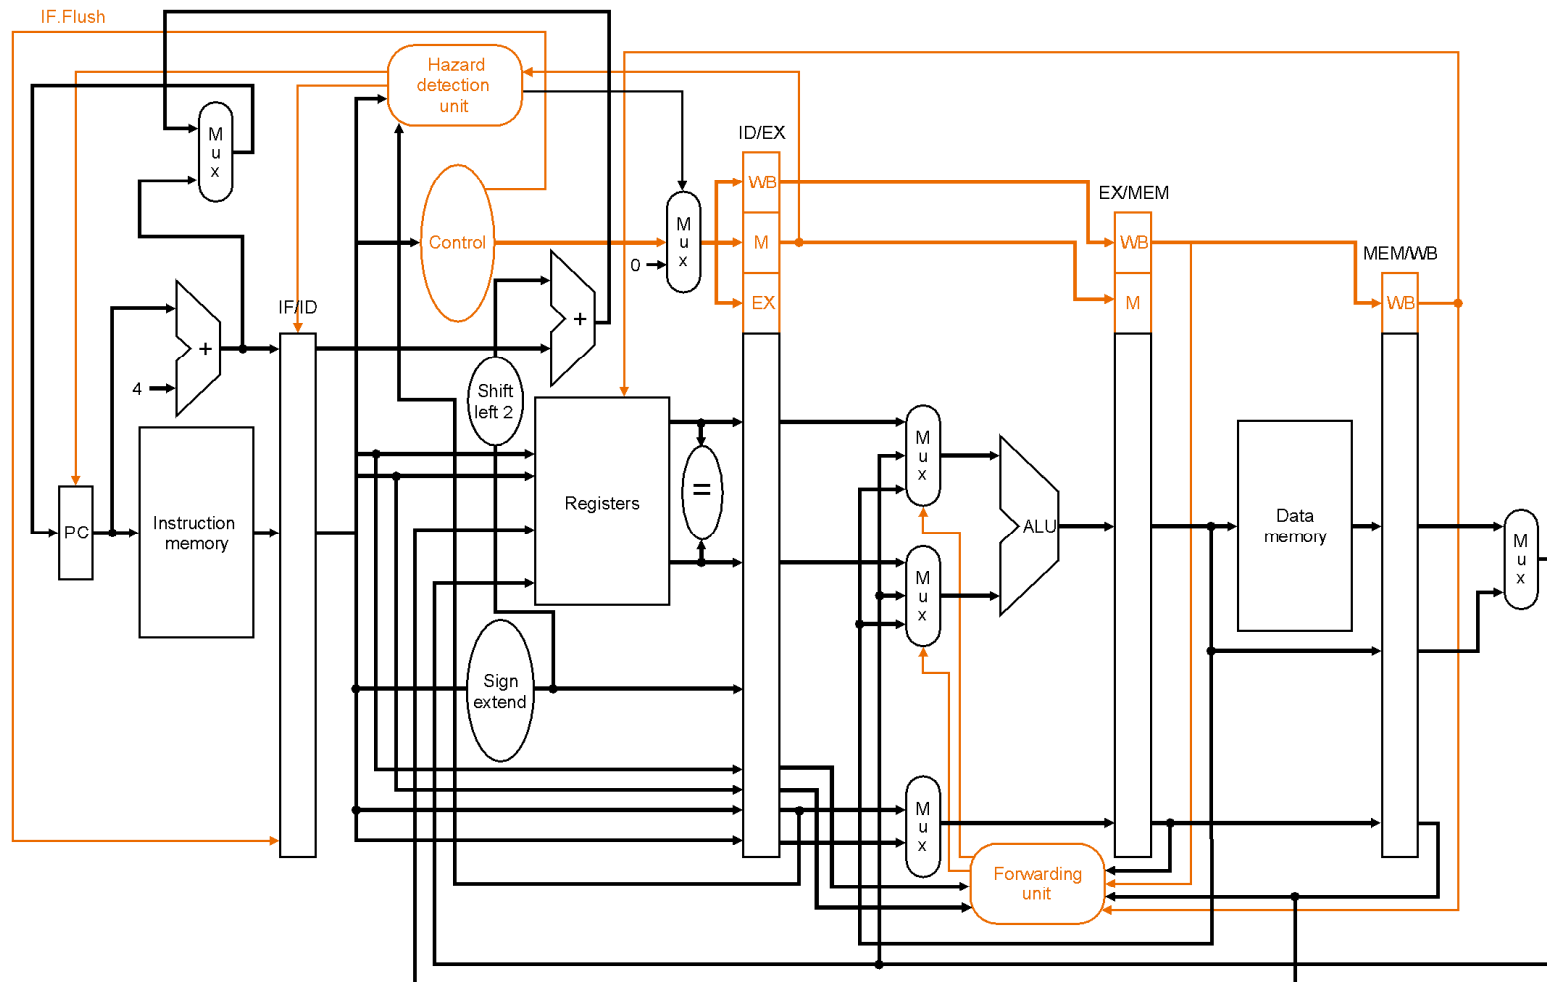 IF.Flush
Hazard
detection
unit
M
u
x
ID/EX
WB
EX/MEM
M
u
x
Control
M
WB
MEM/WB
0
EX
M
WB
IF/ID
+
+
4
Shift
left 2
M
u
x
Registers
=
PC
Instruction
memory
ALU
Data
memory
M
u
x
M
u
x
Sign
extend
M
u
x
Forwarding
unit